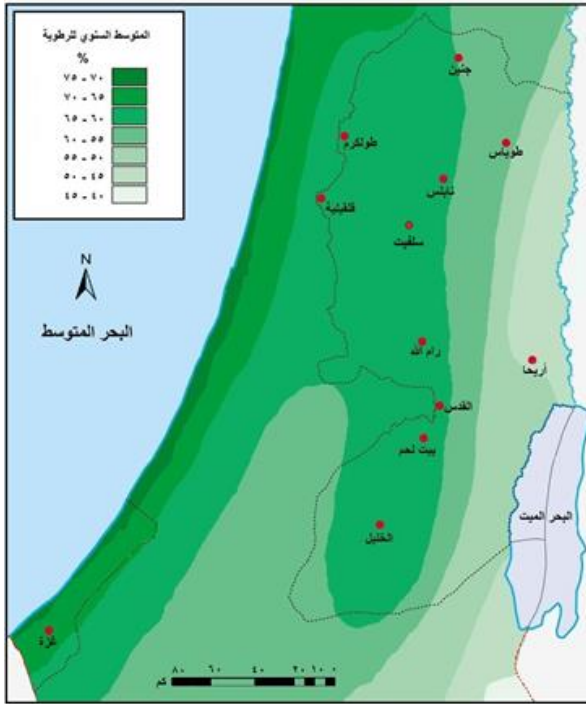 المتوسط السنوي للرطوبة
%
٧٠ - ٧٥
٦٥ - ٧٠
٦٠ - ٦٥
٥٥ - ٦٠
٥٠ - ٥٥
٤٥ - ٥٠
٤٠ - ٤٥
جنين
طولكرم
طوباس
نابلس
قلقيلية
سلفيت
N
البحر المتوسط
رام الله
أريحا
القدس
بيت لحم
البحر الميت
الخليل
غزة
٨٠ ٦٠ ٤٠ ٢٠ ١٠ ٠
كم